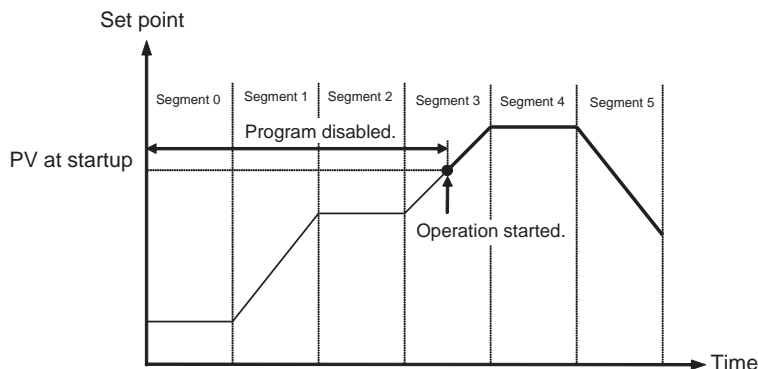 Set point
Segment 0
Segment 1
Segment 2
Segment 3
Segment 4
Segment 5
Program disabled.
PV at startup
Operation started.
Time